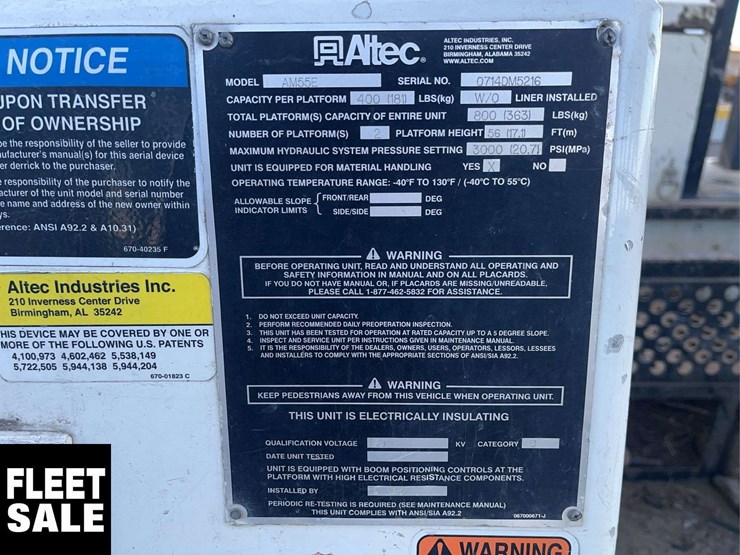 NOTICE
UPON TRANSFER
OF OWNERSHIP
be the responsibility of the seller to provide
manufacturer's manual(s) for this aerial device
er derrick to the purchaser.
e responsibility of the purchaser to notify the
acturer of the unit model and serial number
e name and address of the new owner within
ys.
erence: ANSI A92.2 & A10.31)
670-40235 F
Altec Industries Inc.
210 Inverness Center Drive
Birmingham, AL 35242
THIS DEVICE MAY BE COVERED BY ONE OR
MORE OF THE FOLLOWING U.S. PATENTS
4,100,973 4,602,462 5,538,149
5,722,505 5,944,138 5,944,204
670-01823 C
FLEET
SALE
Altec
ALTEC INDUSTRIES, INC.
210 INVERNESS CENTER DRIVE
BIRMINGHAM, ALABAMA 35242
WWW.ALTEC.COM
MODEL AM55E SERIAL NO. 0714DM5216
CAPACITY PER PLATFORM 400 (181) LBS(kg) W/O LINER INSTALLED
TOTAL PLATFORM(S) CAPACITY OF ENTIRE UNIT 800 (363) LBS(kg)
NUMBER OF PLATFORM(S) 2 PLATFORM HEIGHT 56 (17.1) FT(m)
MAXIMUM HYDRAULIC SYSTEM PRESSURE SETTING 3000 (20.7) PSI(MPa)
UNIT IS EQUIPPED FOR MATERIAL HANDLING YES X NO
OPERATING TEMPERATURE RANGE: -40°F TO 130°F / (-40°C TO 55°C)
ALLOWABLE SLOPE
INDICATOR LIMITS
FRONT/REAR DEG
SIDE/SIDE DEG
WARNING
BEFORE OPERATING UNIT, READ AND UNDERSTAND ALL OPERATING AND
SAFETY INFORMATION IN MANUAL AND ON ALL PLACARDS.
IF YOU DO NOT HAVE MANUAL OR, IF PLACARDS ARE MISSING/UNREADABLE,
PLEASE CALL 1-877-462-5832 FOR ASSISTANCE.
1. DO NOT EXCEED UNIT CAPACITY.
2. PERFORM RECOMMENDED DAILY PREOPERATION INSPECTION.
3. THIS UNIT HAS BEEN TESTED FOR OPERATION AT RATED CAPACITY UP TO A 5 DEGREE SLOPE.
4. INSPECT AND SERVICE UNIT PER INSTRUCTIONS GIVEN IN MAINTENANCE MANUAL.
5. IT IS THE RESPONSIBILITY OF THE DEALERS, OWNERS, USERS, OPERATORS, LESSORS, LESSEES
AND INSTALLERS TO COMPLY WITH THE APPROPRIATE SECTIONS OF ANSI/SIA A92.2.
WARNING
KEEP PEDESTRIANS AWAY FROM THIS VEHICLE WHEN OPERATING UNIT.
THIS UNIT IS ELECTRICALLY INSULATING
QUALIFICATION VOLTAGE KV CATEGORY
DATE UNIT TESTED
UNIT IS EQUIPPED WITH BOOM POSITIONING CONTROLS AT THE
PLATFORM WITH HIGH ELECTRICAL RESISTANCE COMPONENTS.
INSTALLED BY
PERIODIC RE-TESTING IS REQUIRED (SEE MAINTENANCE MANUAL)
THIS UNIT COMPLIES WITH ANSI/SIA A92.2
067000671-J
WARNING